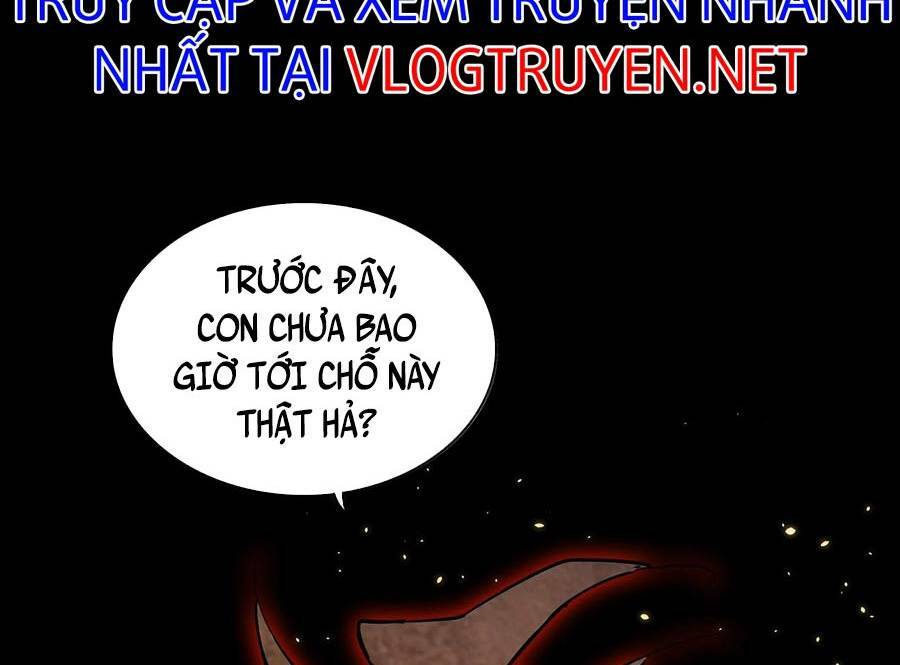 TRUY CẬP VÀ XEM TRUYỆN NHANH
NHẤT TẠI VLOGTRUYEN.NET
TRƯỚC ĐÂY,
CON CHƯA BAO
GIỜ TỚI CHỖ NÀY
THẬT HẢ?